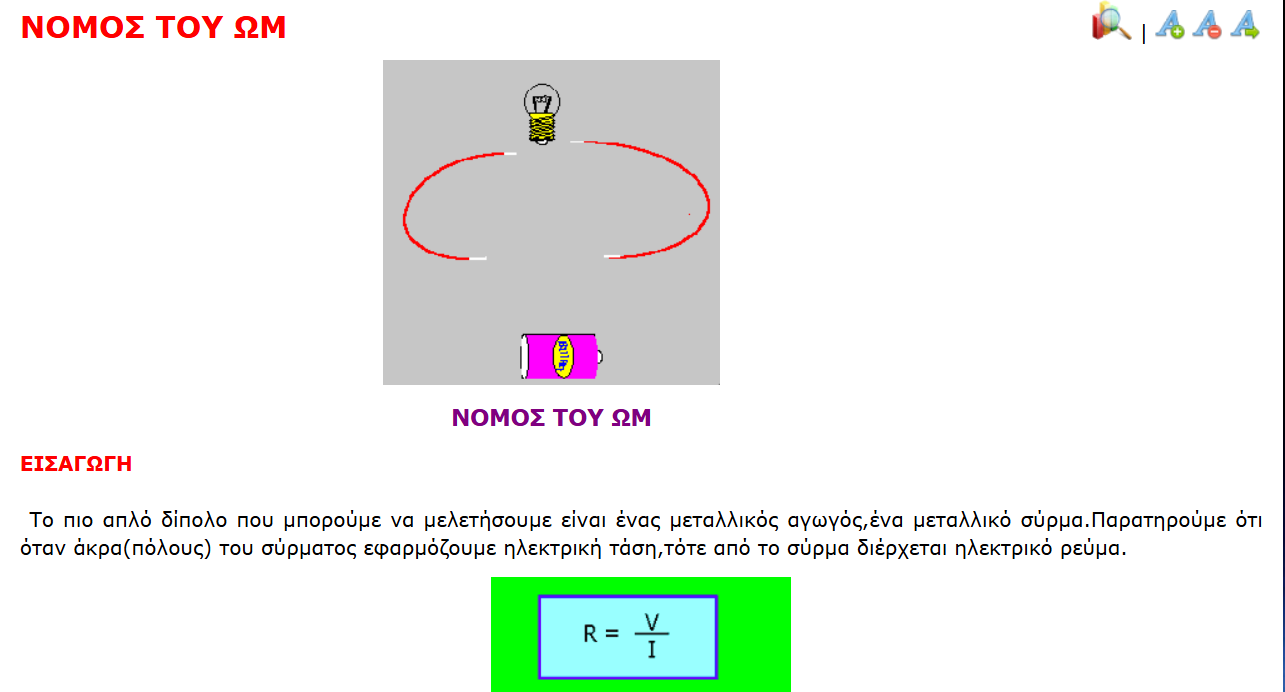 ΝΟΜΟΣ ΤΟΥ ΩΜ
ΝΟΜΟΣ ΤΟΥ ΩΜ
ΕΙΣΑΓΩΓΗ
Το πιο απλό δίπολο που μπορούμε να μελετήσουμε είναι ένας μεταλλικός αγωγός,ένα μεταλλικό σύρμα.Παρατηρούμε ότι
όταν άκρα(πόλους) του σύρματος εφαρμόζουμε ηλεκτρική τάση,τότε από το σύρμα διέρχεται ηλεκτρικό ρεύμα.
R = V/I